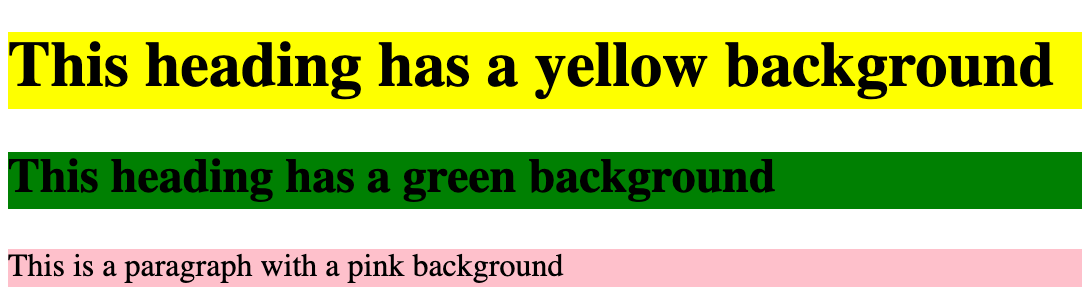 This heading has a yellow background
This heading has a green background
This is a paragraph with a pink background